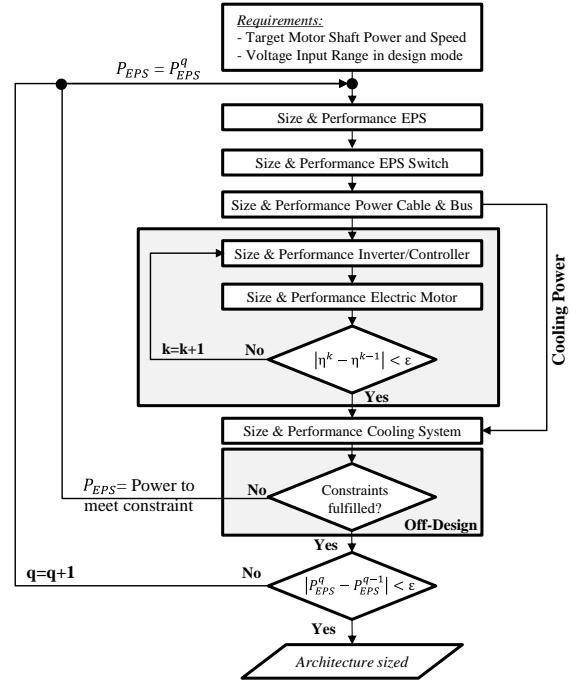 Requirements:
- Target Motor Shaft Power and Speed
- Voltage Input Range in design mode
P_EPS = P_EPS^q
Size & Performance EPS
Size & Performance EPS Switch
Size & Performance Power Cable & Bus
Size & Performance Inverter/Controller
Size & Performance Electric Motor
Cooling Power
k=k+1
No
|η^k − η^{k−1}| < ε
Yes
Size & Performance Cooling System
P_EPS= Power to
meet constraint
No
Constraints
fulfilled?
Off-Design
Yes
q=q+1
No
|P_EPS^q − P_EPS^{q−1}| < ε
Yes
Architecture sized